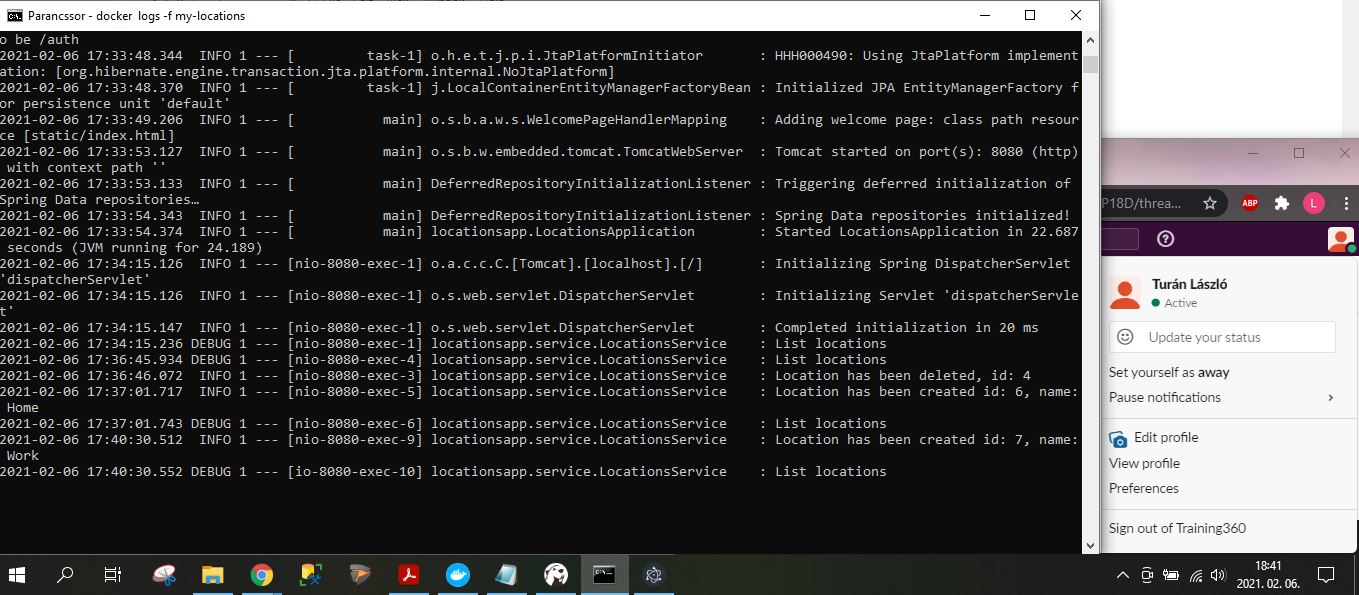 Parancssor - docker logs -f my-locations
o be /auth
2021-02-06 17:33:48.344  INFO 1 --- [         task-1] o.h.e.t.j.p.i.JtaPlatformInitiator       : HHH000490: Using JtaPlatform implement
ation: [org.hibernate.engine.transaction.jta.platform.internal.NoJtaPlatform]
2021-02-06 17:33:48.370  INFO 1 --- [         task-1] j.LocalContainerEntityManagerFactoryBean : Initialized JPA EntityManagerFactory f
or persistence unit 'default'
2021-02-06 17:33:49.206  INFO 1 --- [           main] o.s.b.a.w.s.WelcomePageHandlerMapping    : Adding welcome page: class path resour
ce [static/index.html]
2021-02-06 17:33:53.127  INFO 1 --- [           main] o.s.b.w.embedded.tomcat.TomcatWebServer  : Tomcat started on port(s): 8080 (http)
 with context path ''
2021-02-06 17:33:53.133  INFO 1 --- [           main] DeferredRepositoryInitializationListener : Triggering deferred initialization of
Spring Data repositories…
2021-02-06 17:33:54.343  INFO 1 --- [           main] DeferredRepositoryInitializationListener : Spring Data repositories initialized!
2021-02-06 17:33:54.374  INFO 1 --- [           main] locationsapp.LocationsApplication        : Started LocationsApplication in 22.687
 seconds (JVM running for 24.189)
2021-02-06 17:34:15.126  INFO 1 --- [nio-8080-exec-1] o.a.c.c.C.[Tomcat].[localhost].[/]       : Initializing Spring DispatcherServlet
'dispatcherServlet'
2021-02-06 17:34:15.126  INFO 1 --- [nio-8080-exec-1] o.s.web.servlet.DispatcherServlet        : Initializing Servlet 'dispatcherServle
t'
2021-02-06 17:34:15.147  INFO 1 --- [nio-8080-exec-1] o.s.web.servlet.DispatcherServlet        : Completed initialization in 20 ms
2021-02-06 17:34:15.236 DEBUG 1 --- [nio-8080-exec-1] locationsapp.service.LocationsService    : List locations
2021-02-06 17:36:45.934 DEBUG 1 --- [nio-8080-exec-4] locationsapp.service.LocationsService    : List locations
2021-02-06 17:36:46.072  INFO 1 --- [nio-8080-exec-3] locationsapp.service.LocationsService    : Location has been deleted, id: 4
2021-02-06 17:37:01.717  INFO 1 --- [nio-8080-exec-5] locationsapp.service.LocationsService    : Location has been created id: 6, name:
 Home
2021-02-06 17:37:01.743 DEBUG 1 --- [nio-8080-exec-6] locationsapp.service.LocationsService    : List locations
2021-02-06 17:40:30.512  INFO 1 --- [nio-8080-exec-9] locationsapp.service.LocationsService    : Location has been created id: 7, name:
 Work
2021-02-06 17:40:30.552 DEBUG 1 --- [io-8080-exec-10] locationsapp.service.LocationsService    : List locations
P18D/threa...
ABP
L
Turán László
Active
Update your status
Set yourself as away
Pause notifications
Edit profile
View profile
Preferences
Sign out of Training360
18:41
2021. 02. 06.